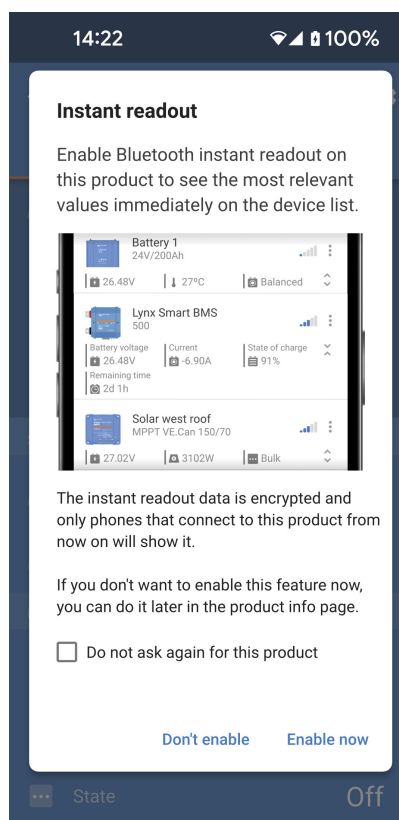 14:22
100%
Instant readout
Enable Bluetooth instant readout on
this product to see the most relevant
values immediately on the device list.
Battery 1
24V/200Ah
26.48V
27ºC
Balanced
Lynx Smart BMS
500
Battery voltage
Current
State of charge
26.48V
-6.90A
91%
Remaining time
2d 1h
Solar west roof
MPPT VE.Can 150/70
27.02V
3102W
Bulk
The instant readout data is encrypted and
only phones that connect to this product from
now on will show it.
If you don't want to enable this feature now,
you can do it later in the product info page.
Do not ask again for this product
Don't enable
Enable now
State
Off